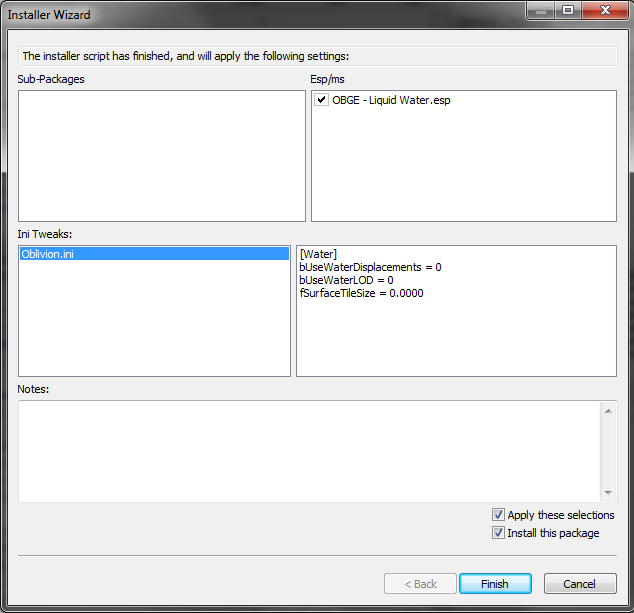 Installer Wizard
The installer script has finished, and will apply the following settings:
Sub-Packages
Esp/ms
OBGE - Liquid Water.esp
Ini Tweaks:
Oblivion.ini
[Water]
bUseWaterDisplacements = 0
bUseWaterLOD = 0
fSurfaceTileSize = 0.0000
Notes:
Apply these selections
Install this package
< Back
Finish
Cancel